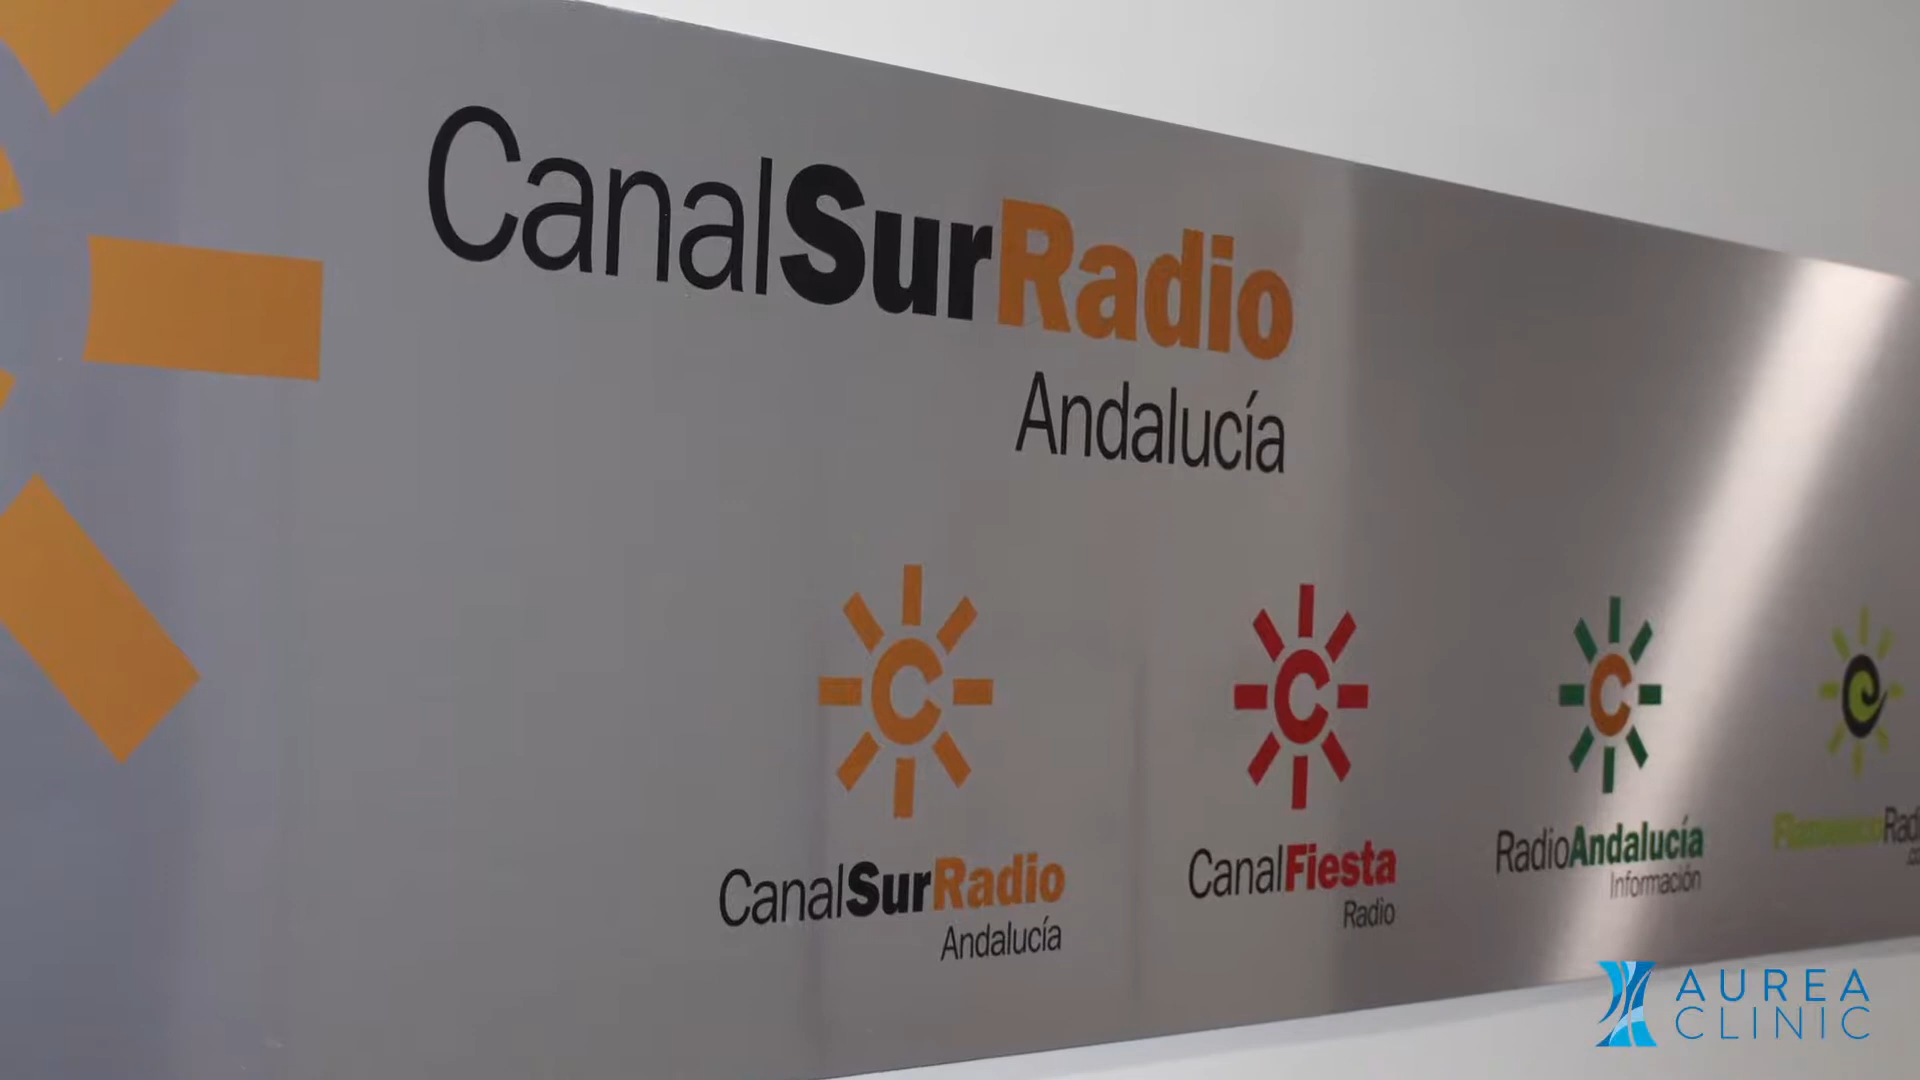 CanalSurRadio
Andalucía
CanalSurRadio
Andalucía
CanalFiesta
Radio
RadioAndalucía
Información
AUREA
CLINIC